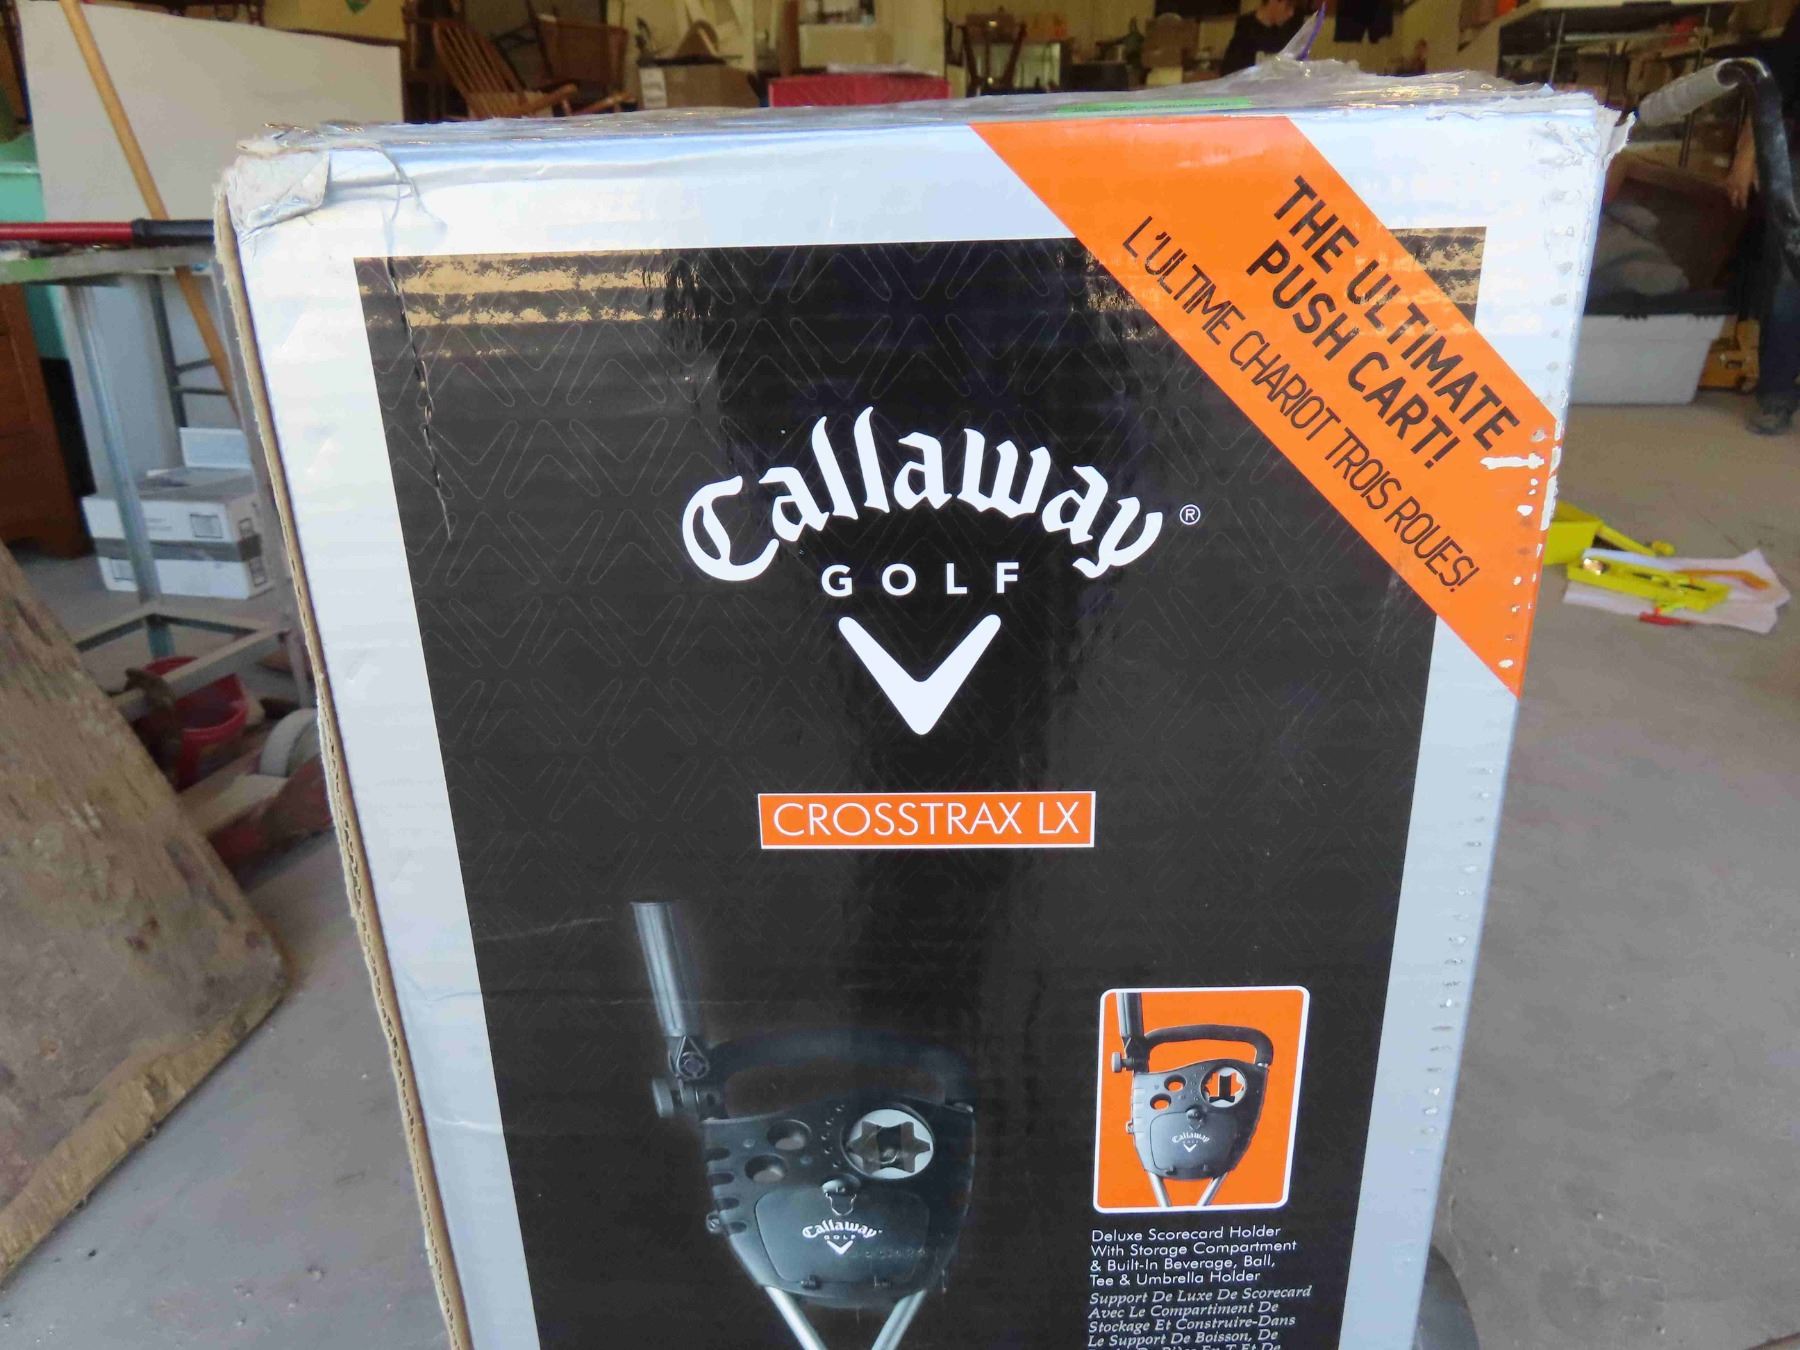 THE ULTIMATE
PUSH CART!
L'ULTIME CHARIOT TROIS ROUES!
Callaway®
GOLF
CROSSTRAX LX
Callaway
GOLF
Callaway
GOLF
Deluxe Scorecard Holder
With Storage Compartment
& Built-In Beverage, Ball,
Tee & Umbrella Holder
Support De Luxe De Scorecard
Avec Le Compartiment De
Stockage Et Construire-Dans
Le Support De Boisson, De